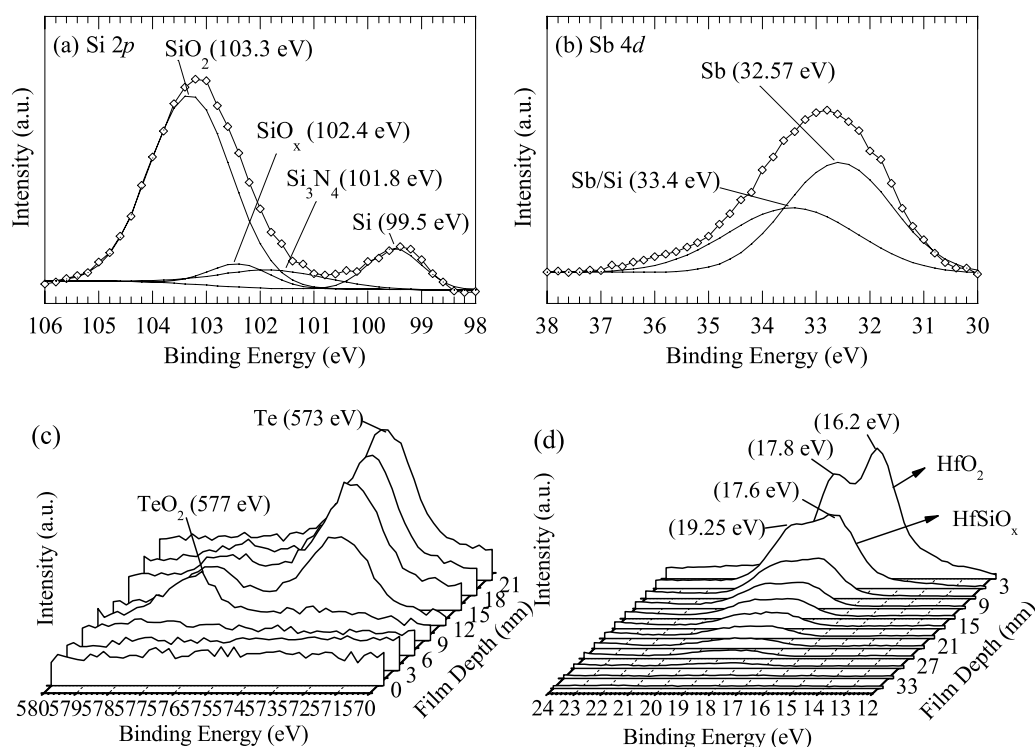 (a) Si 2p
SiO2(103.3 eV)
SiOx(102.4 eV)
Si3N4(101.8 eV)
Si (99.5 eV)
Intensity (a.u.)
106 105 104 103 102 101 100 99 98
Binding Energy (eV)
(b) Sb 4d
Sb (32.57 eV)
Sb/Si (33.4 eV)
Intensity (a.u.)
38 37 36 35 34 33 32 31 30
Binding Energy (eV)
(c)
Te (573 eV)
TeO2 (577 eV)
Intensity (a.u.)
580579578577576575574573572571570
Binding Energy (eV)
0 3 6 9 12 15 18 21
Film Depth (nm)
(d)
(16.2 eV)
(17.8 eV)
HfO2
(17.6 eV)
HfSiOx
(19.25 eV)
Intensity (a.u.)
24 23 22 21 20 19 18 17 16 15 14 13 12
Binding Energy (eV)
3 9 15 21 27 33
Film Depth (nm)